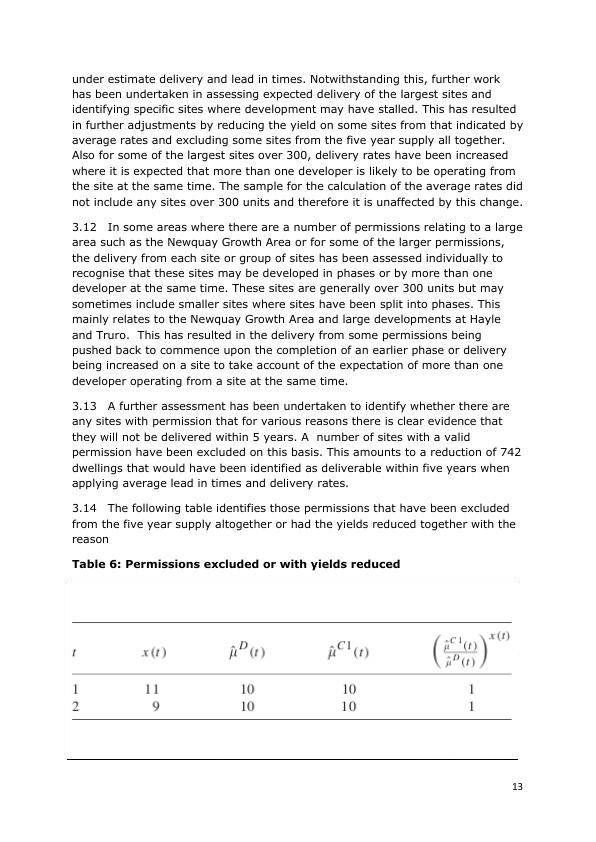 under estimate delivery and lead in times. Notwithstanding this, further work
has been undertaken in assessing expected delivery of the largest sites and
identifying specific sites where development may have stalled. This has resulted
in further adjustments by reducing the yield on some sites from that indicated by
average rates and excluding some sites from the five year supply all together.
Also for some of the largest sites over 300, delivery rates have been increased
where it is expected that more than one developer is likely to be operating from
the site at the same time. The sample for the calculation of the average rates did
not include any sites over 300 units and therefore it is unaffected by this change.
3.12 In some areas where there are a number of permissions relating to a large
area such as the Newquay Growth Area or for some of the larger permissions,
the delivery from each site or group of sites has been assessed individually to
recognise that these sites may be developed in phases or by more than one
developer at the same time. These sites are generally over 300 units but may
sometimes include smaller sites where sites have been split into phases. This
mainly relates to the Newquay Growth Area and large developments at Hayle
and Truro. This has resulted in the delivery from some permissions being
pushed back to commence upon the completion of an earlier phase or delivery
being increased on a site to take account of the expectation of more than one
developer operating from a site at the same time.
3.13 A further assessment has been undertaken to identify whether there are
any sites with permission that for various reasons there is clear evidence that
they will not be delivered within 5 years. A number of sites with a valid
permission have been excluded on this basis. This amounts to a reduction of 742
dwellings that would have been identified as deliverable within five years when
applying average lead in times and delivery rates.
3.14 The following table identifies those permissions that have been excluded
from the five year supply altogether or had the yields reduced together with the
reason
Table 6: Permissions excluded or with yields reduced
t x(t) μ̂^D(t) μ̂^{C1}(t) (μ̂^{C1}(t)/μ̂^D(t))^{x(t)}
1 11 10 10 1
2 9 10 10 1
13